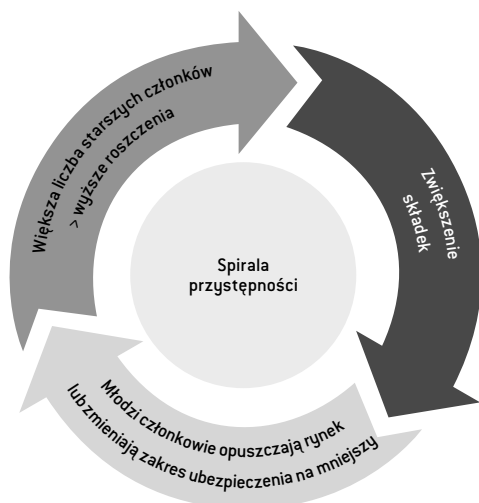 Większa liczba starszych członków
> wyższe roszczenia
Zwiększenie
składek
Spirala
przystępności
Młodzi członkowie opuszczają rynek
lub zmieniają zakres ubezpieczenia na mniejszy